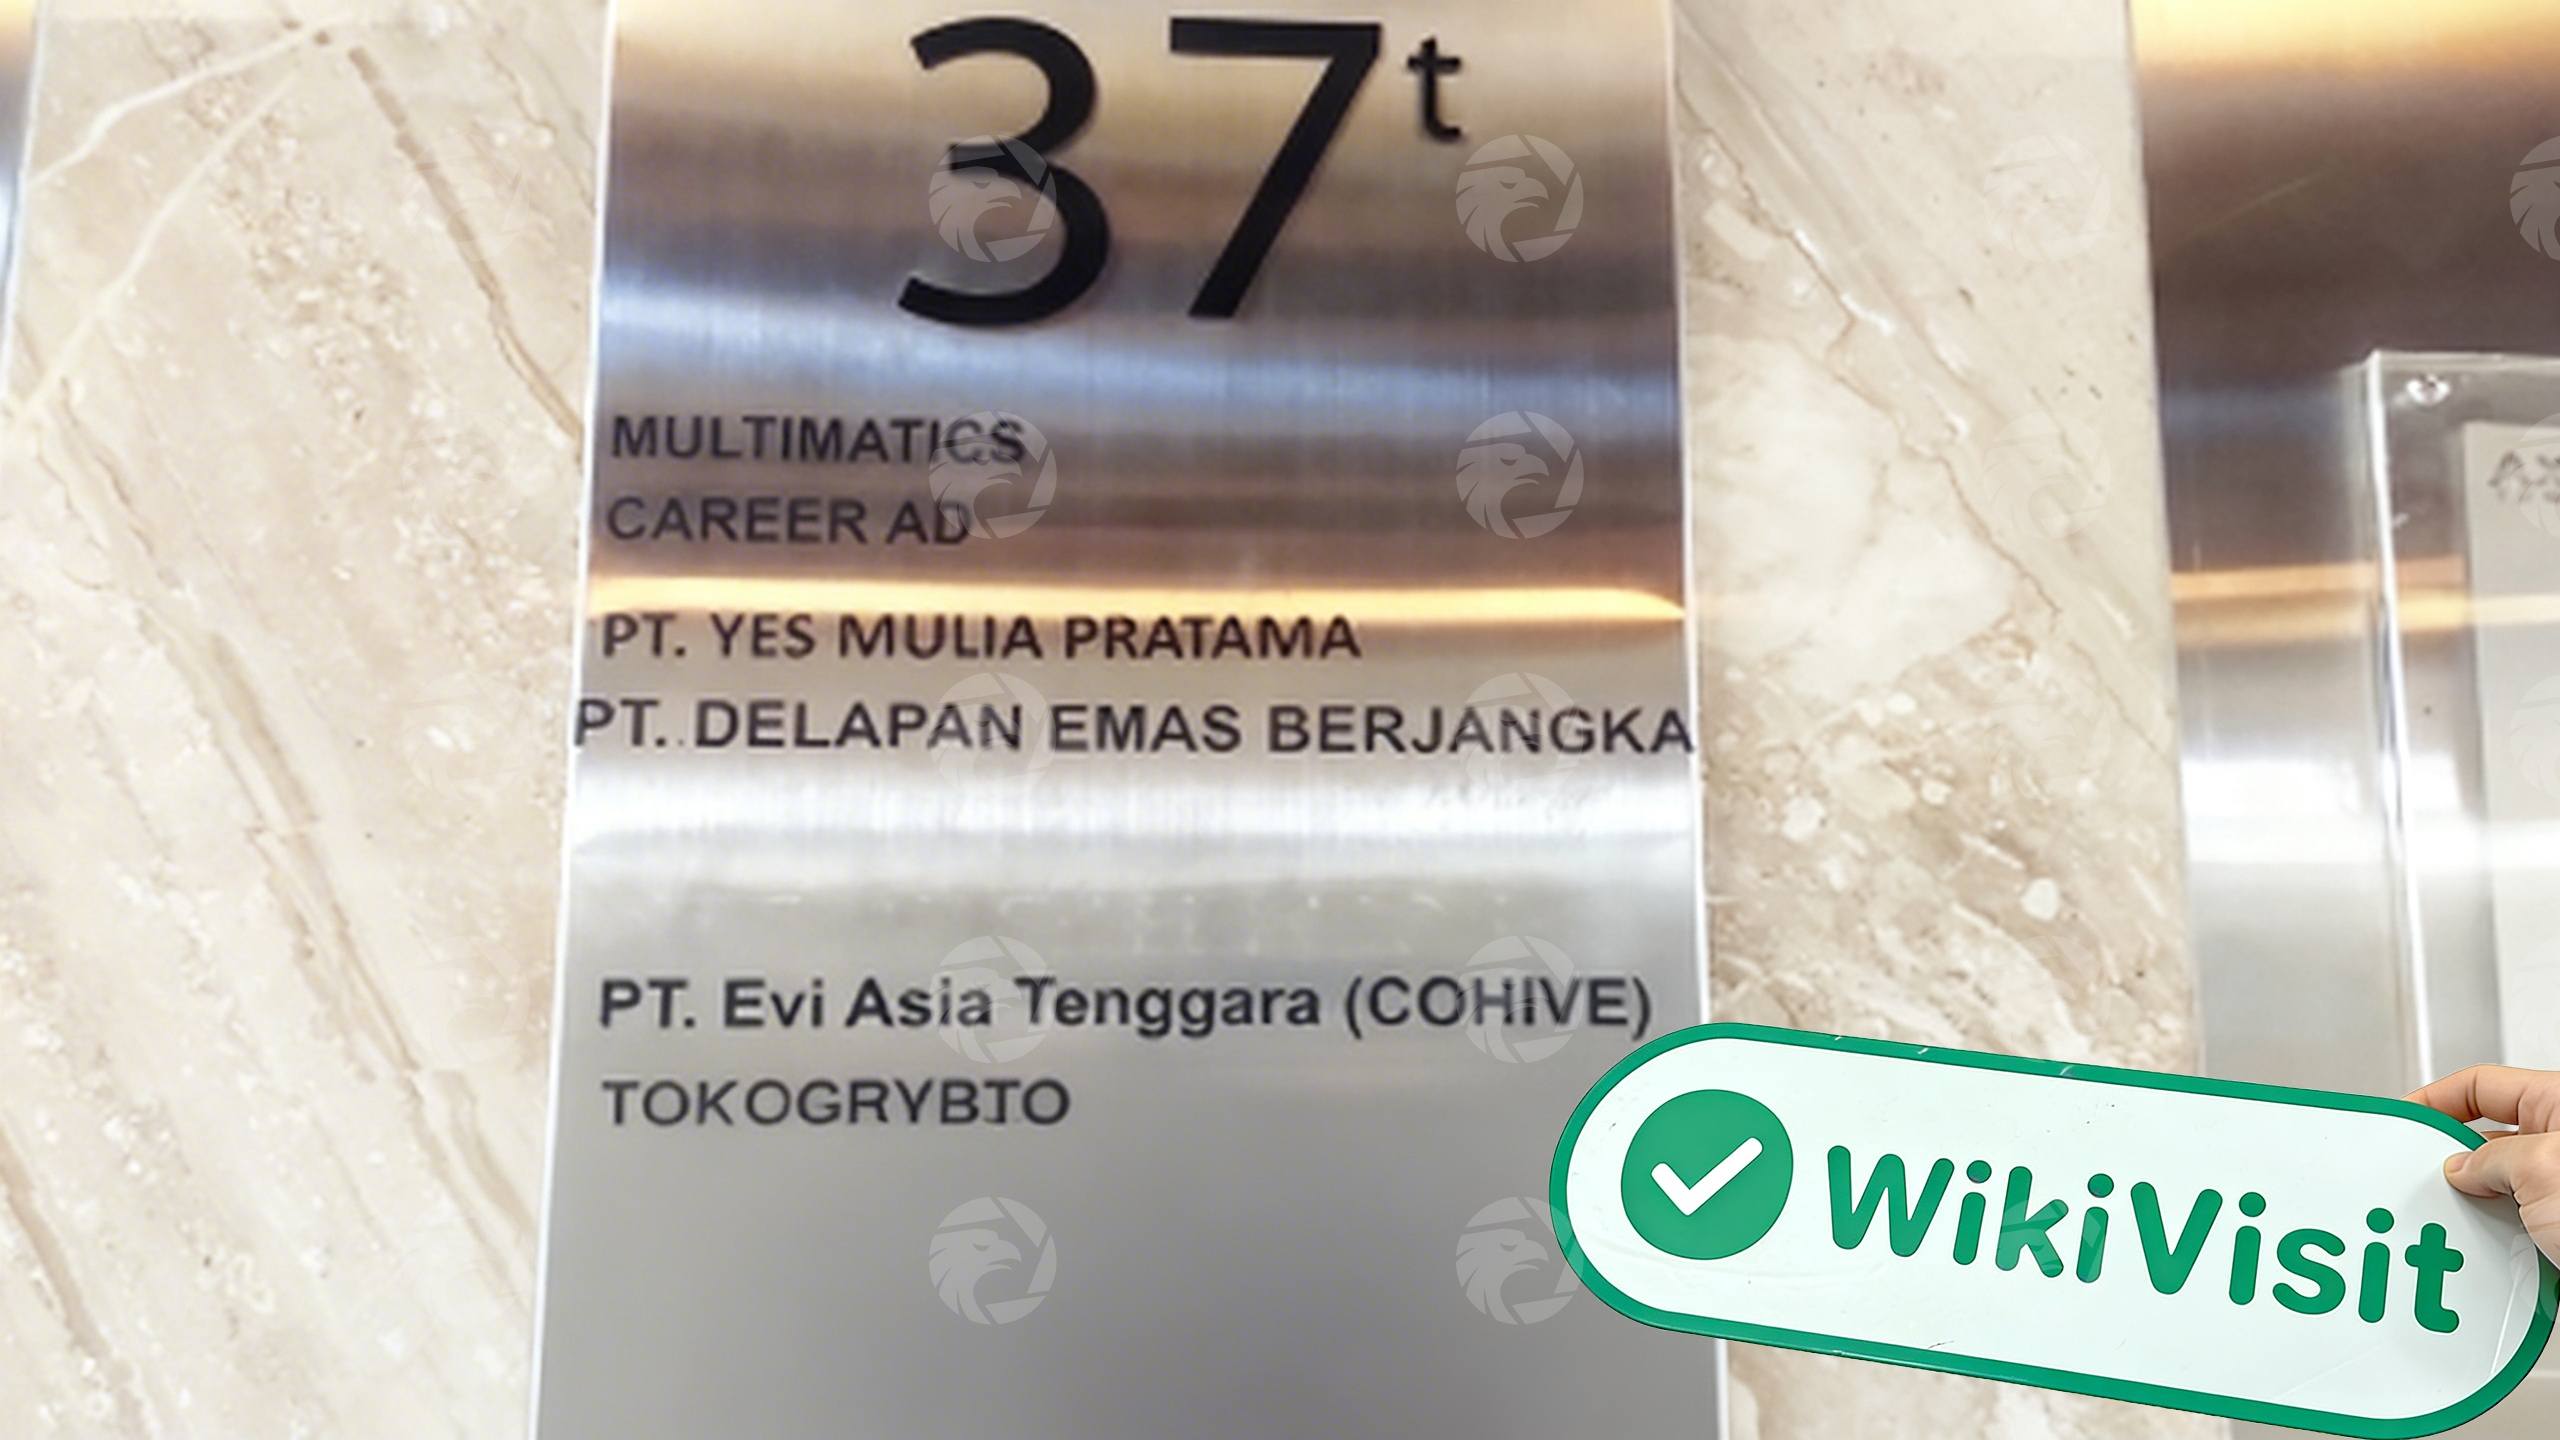 37t
MULTIMATICS
CAREER AD
PT. YES MULIA PRATAMA
PT. DELAPAN EMAS BERJANGKA
PT. Evi Asia Tenggara (COHIVE)
TOKOGRYBTO
WikiVisit